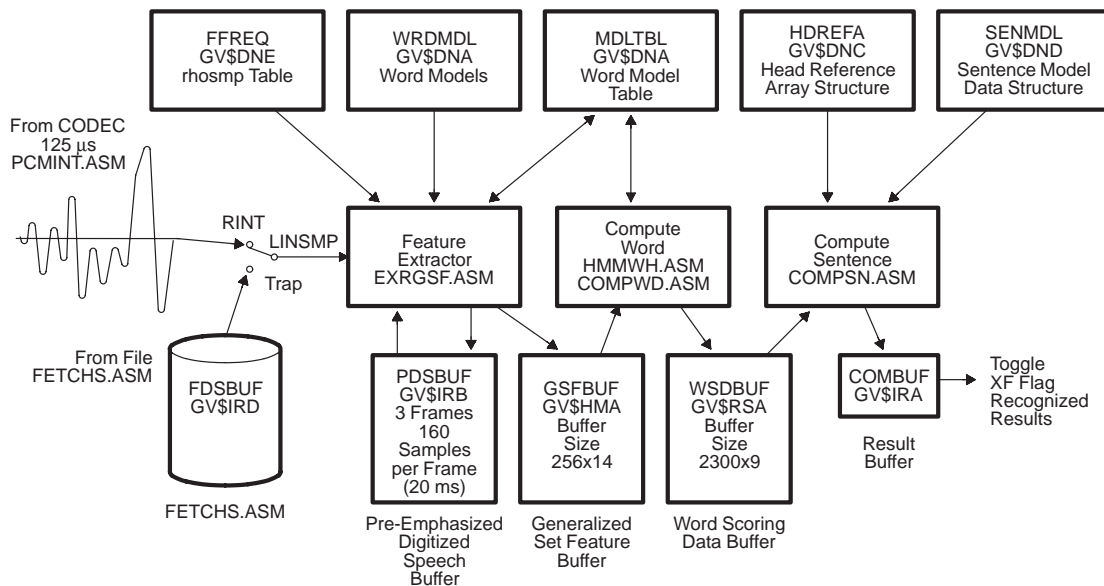 FFREQ
GV$DNE
rhosmp Table
WRDMDL
GV$DNA
Word Models
MDLTBL
GV$DNA
Word Model
Table
HDREFA
GV$DNC
Head Reference
Array Structure
SENMDL
GV$DND
Sentence Model
Data Structure
From CODEC
125 µs
PCMINT.ASM
RINT
LINSMP
Trap
Feature
Extractor
EXRGSF.ASM
Compute
Word
HMMWH.ASM
COMPWD.ASM
Compute
Sentence
COMPSN.ASM
From File
FETCHS.ASM
FDSBUF
GV$IRD
FETCHS.ASM
PDSBUF
GV$IRB
3 Frames
160
Samples
per Frame
(20 ms)
Pre-Emphasized
Digitized
Speech
Buffer
GSFBUF
GV$HMA
Buffer
Size
256x14
Generalized
Set Feature
Buffer
WSDBUF
GV$RSA
Buffer
Size
2300x9
Word Scoring
Data Buffer
COMBUF
GV$IRA
Result
Buffer
Toggle
XF Flag
Recognized
Results